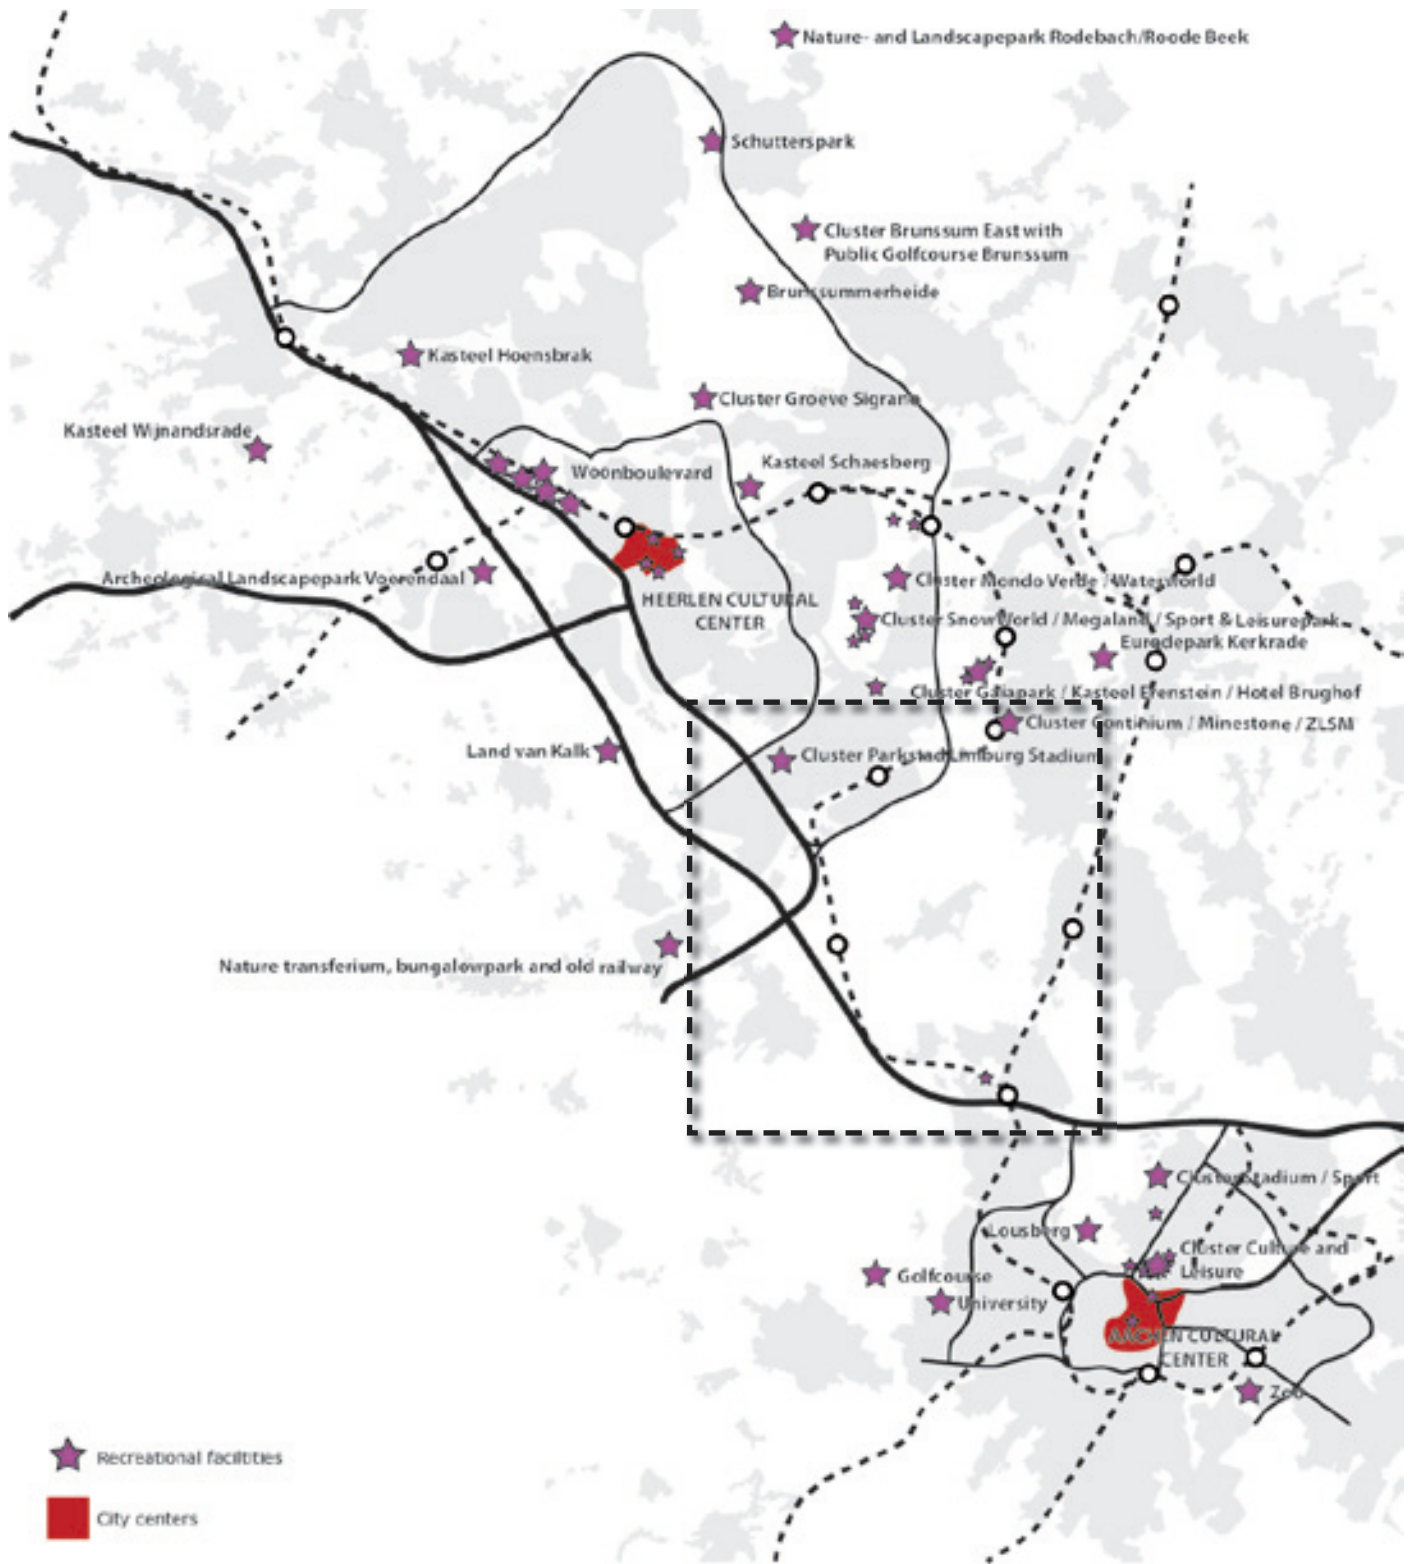 Nature- and Landscapepark Rodebach/Roode Beek
Schutterspark
Cluster Brunssum East with
Public Golfcourse Brunssum
Brunssummerheide
Kasteel Hoensbrak
Cluster Groeve Sigrano
Kasteel Wijnandsrade
Kasteel Schaesberg
Woonboulevard
Archeological Landscapepark Voerendaal
Cluster Mondo Verde / Watersworld
HEERLEN CULTURAL
CENTER
Cluster SnowWorld / Megaland / Sport & Leisurepark
Eurodepark Kerkrade
Cluster Gaiapark / Kasteel Erenstein / Hotel Brughof
Cluster Continium / Minestone / ZLSM
Land van Kalk
Cluster Parkstad Limburg Stadium
Nature transferium, bungalowpark and old railway
Cluster Stadium / Sport
Lousberg
Cluster Culture and
Leisure
Golfcourse
University
AACHEN CULTURAL
CENTER
Zoo
Recreational faciltities
City centers